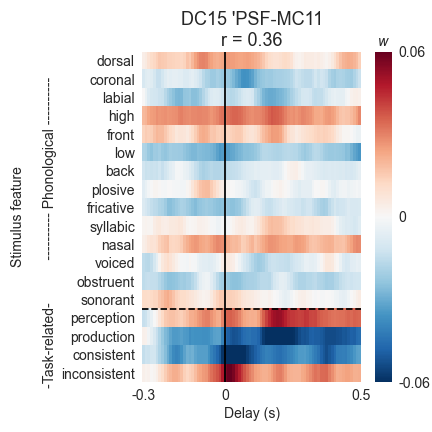 DC15 'PSF-MC11
r = 0.36
w
0.06
0
-0.06
Stimulus feature
---------- Phonological ----------
-Task-related-
dorsal
coronal
labial
high
front
low
back
plosive
fricative
syllabic
nasal
voiced
obstruent
sonorant
perception
production
consistent
inconsistent
-0.3 0 0.5
Delay (s)